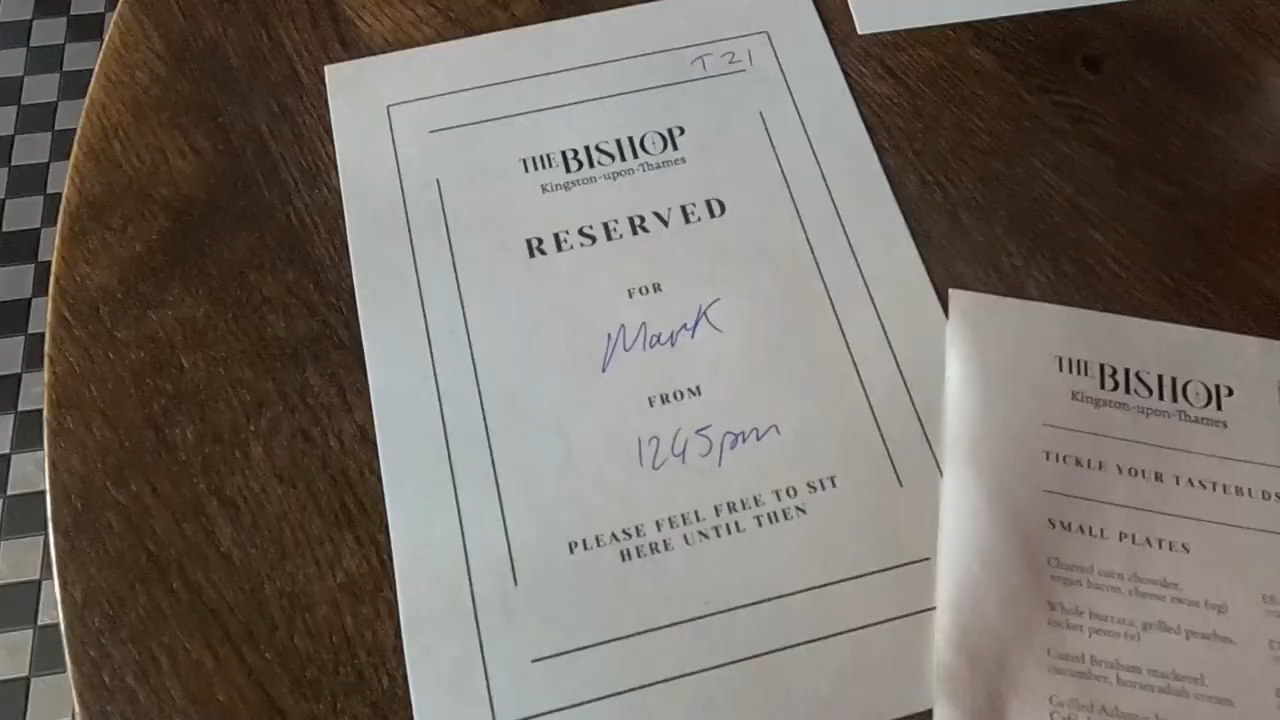 T 21
THE BISHOP
Kingston-upon-Thames
RESERVED
FOR
Mark
FROM
1245pm
PLEASE FEEL FREE TO SIT
HERE UNTIL THEN
THE BISHOP
Kingston-upon-Thames
TICKLE YOUR TASTEBUDS
SMALL PLATES
Charred corn chowder,
vegan bacon, cheese twist (vg)
Whole burrata, grilled peaches,
rocket pesto (v)
Cured Brixham mackerel,
cucumber, horseradish cream
Grilled